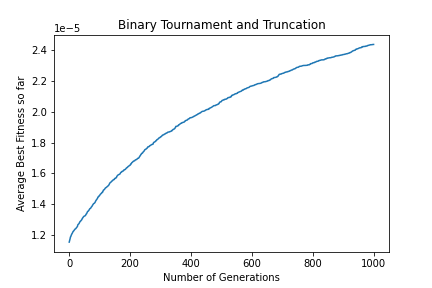 Binary Tournament and Truncation
1e−5
2.4
2.2
2.0
1.8
1.6
1.4
1.2
Average Best Fitness so far
0 200 400 600 800 1000
Number of Generations